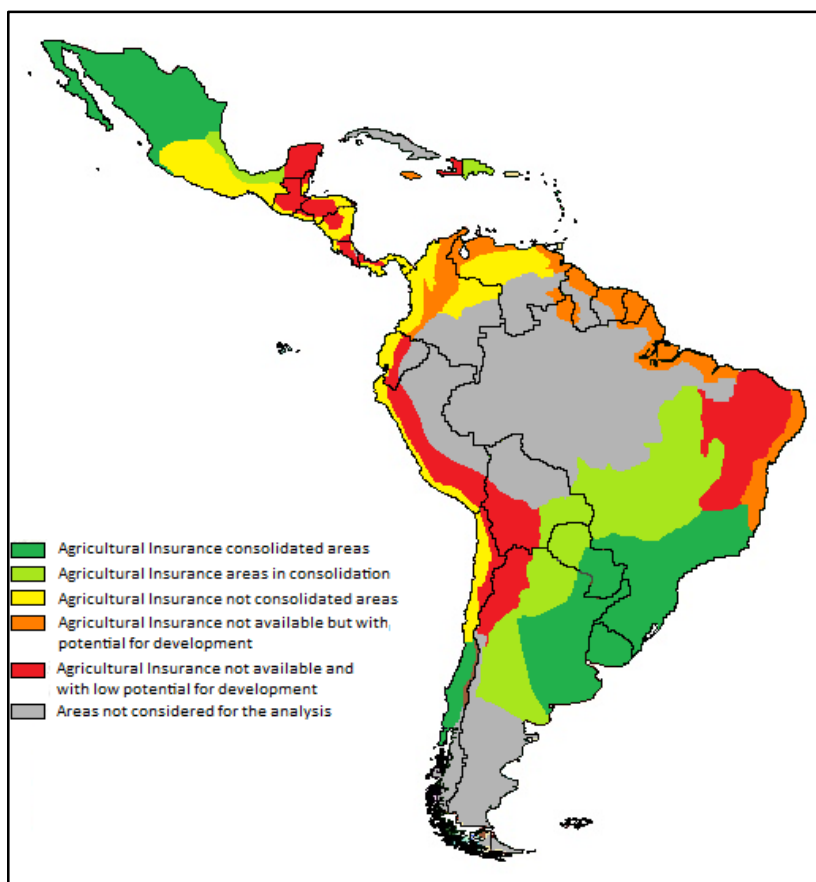 Agricultural Insurance consolidated areas
Agricultural Insurance areas in consolidation
Agricultural Insurance not consolidated areas
Agricultural Insurance not available but with
potential for development
Agricultural Insurance not available and
with low potential for development
Areas not considered for the analysis